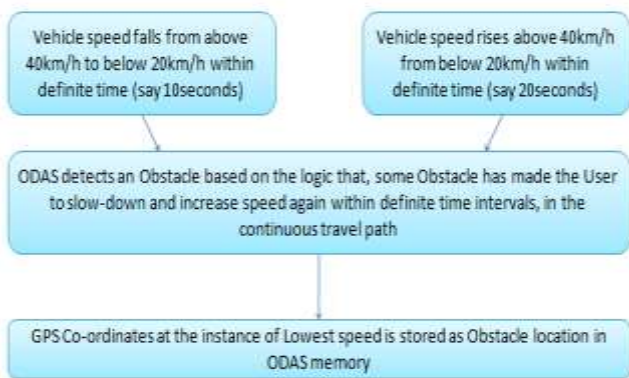 Vehicle speed falls from above
40km/h to below 20km/h within
definite time (say 10seconds)
Vehicle speed rises above 40km/h
from below 20km/h within
definite time (say 20seconds)
ODAS detects an Obstacle based on the logic that, some Obstacle has made the User
to slow-down and increase speed again within definite time intervals, in the
continuous travel path
GPS Co-ordinates at the instance of Lowest speed is stored as Obstacle location in
ODAS memory